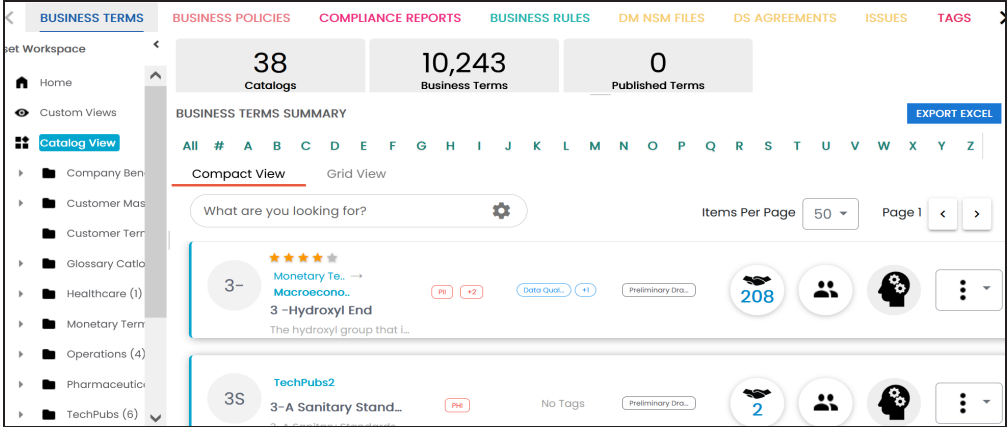 BUSINESS TERMS BUSINESS POLICIES COMPLIANCE REPORTS BUSINESS RULES DM NSM FILES DS AGREEMENTS ISSUES TAGS
set Workspace
Home
Custom Views
Catalog View
Company Ben
Customer Mas
Customer Tern
Glossary Catlo
Healthcare (1)
Monetary Term
Operations (4)
Pharmaceutic
TechPubs (6)
38
Catalogs
10,243
Business Terms
0
Published Terms
BUSINESS TERMS SUMMARY
EXPORT EXCEL
All # A B C D E F G H I J K L M N O P Q R S T U V W X Y Z
Compact View Grid View
What are you looking for?
Items Per Page 50 Page 1
3-
Monetary Te.. →
Macroecono..
3 -Hydroxyl End
The hydroxyl group that i...
PII +2
Data Qual... +1
Preliminary Dra...
208
3S
TechPubs2
3-A Sanitary Stand...
3-A Sanitary Standards
PHI
No Tags
Preliminary Dra...
2